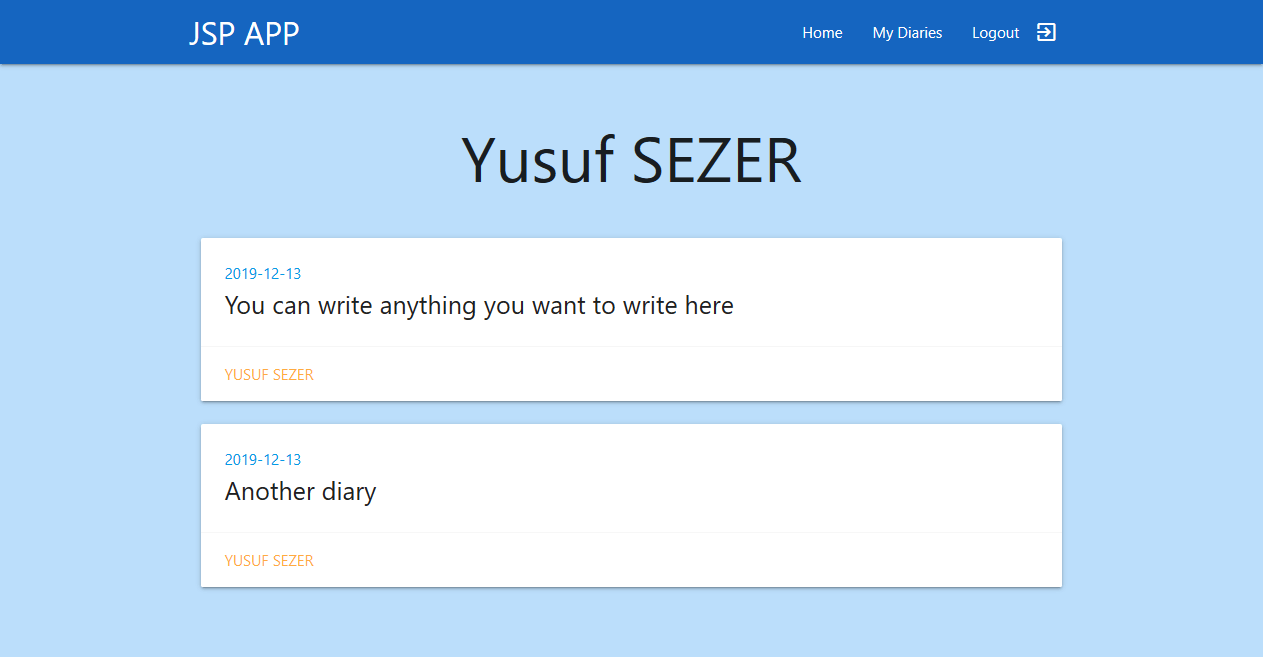 JSP APP
Home My Diaries Logout
Yusuf SEZER
2019-12-13
You can write anything you want to write here
YUSUF SEZER
2019-12-13
Another diary
YUSUF SEZER